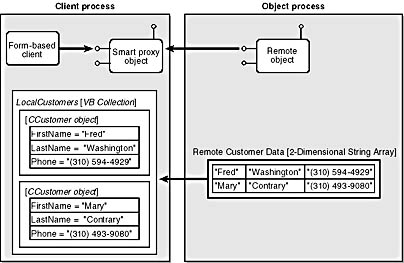 Client process
Object process
Form-based
client
Smart proxy
object
Remote
object
LocalCustomers [VB Collection]
[CCustomer object]
FirstName = "Fred"
LastName = "Washington"
Phone = "(310) 594-4929"
[CCustomer object]
FirstName = "Mary"
LastName = "Contrary"
Phone = "(310) 493-9080"
Remote Customer Data [2-Dimensional String Array]
"Fred" "Washington" "(310) 594-4929"
"Mary" "Contrary" "(310) 493-9080"